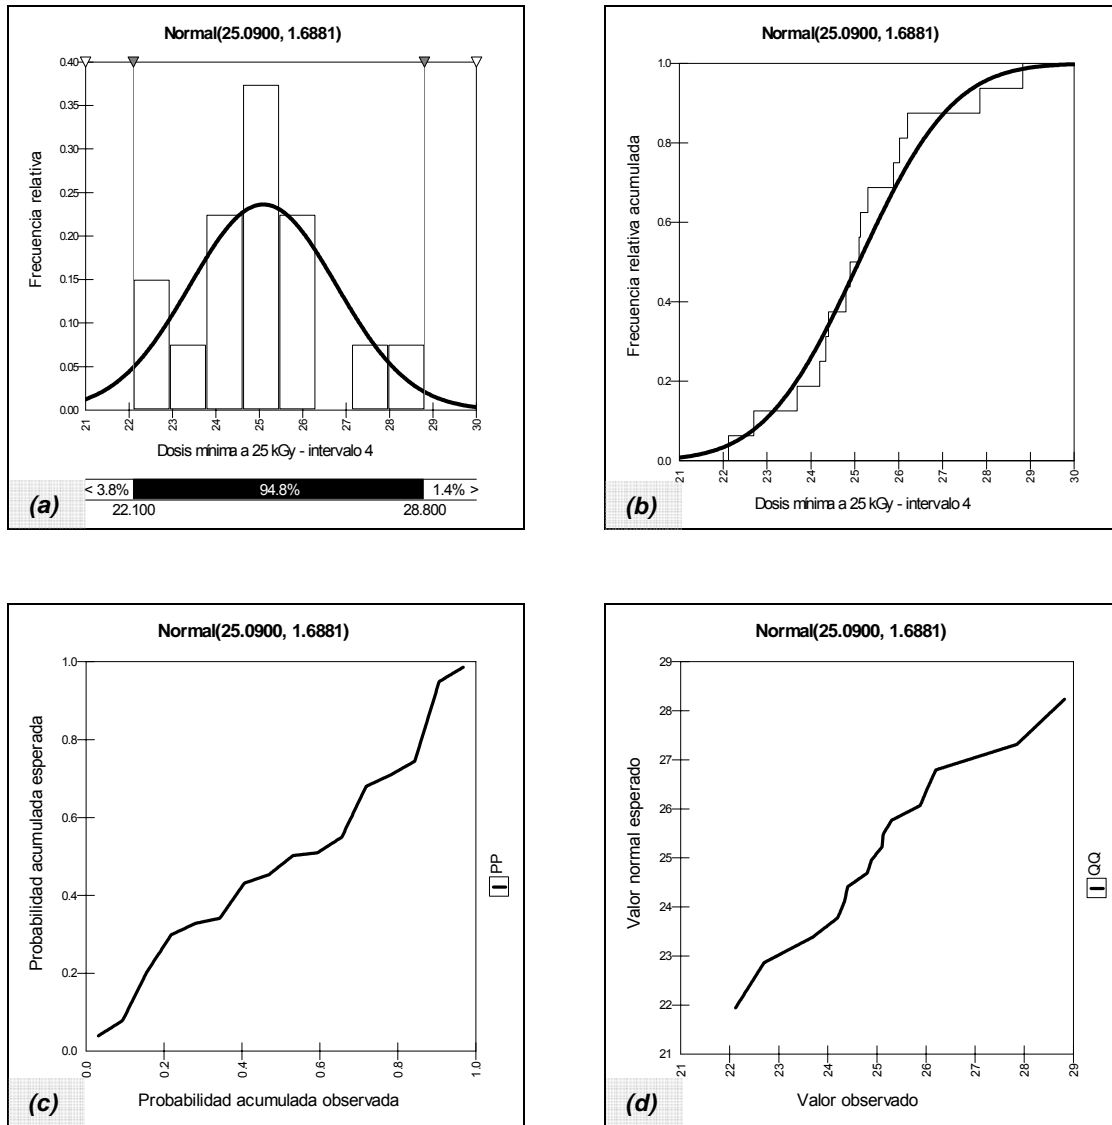 Normal(25.0900, 1.6881)
0.40
0.35
0.30
0.25
0.20
0.15
0.10
0.05
0.00
Frecuencia relativa
21 22 23 24 25 26 27 28 29 30
Dosis mínima a 25 kGy - intervalo 4
< 3.8% 94.8% 1.4% >
22.100 28.800
(a)
Normal(25.0900, 1.6881)
1.0
0.8
0.6
0.4
0.2
0.0
Frecuencia relativa acumulada
21 22 23 24 25 26 27 28 29 30
Dosis mínima a 25 kGy - intervalo 4
(b)
Normal(25.0900, 1.6881)
1.0
0.8
0.6
0.4
0.2
0.0
Probabilidad acumulada esperada
0.0 0.2 0.4 0.6 0.8 1.0
Probabilidad acumulada observada
PP
(c)
Normal(25.0900, 1.6881)
29
28
27
26
25
24
23
22
21
Valor normal esperado
21 22 23 24 25 26 27 28 29
Valor observado
QQ
(d)